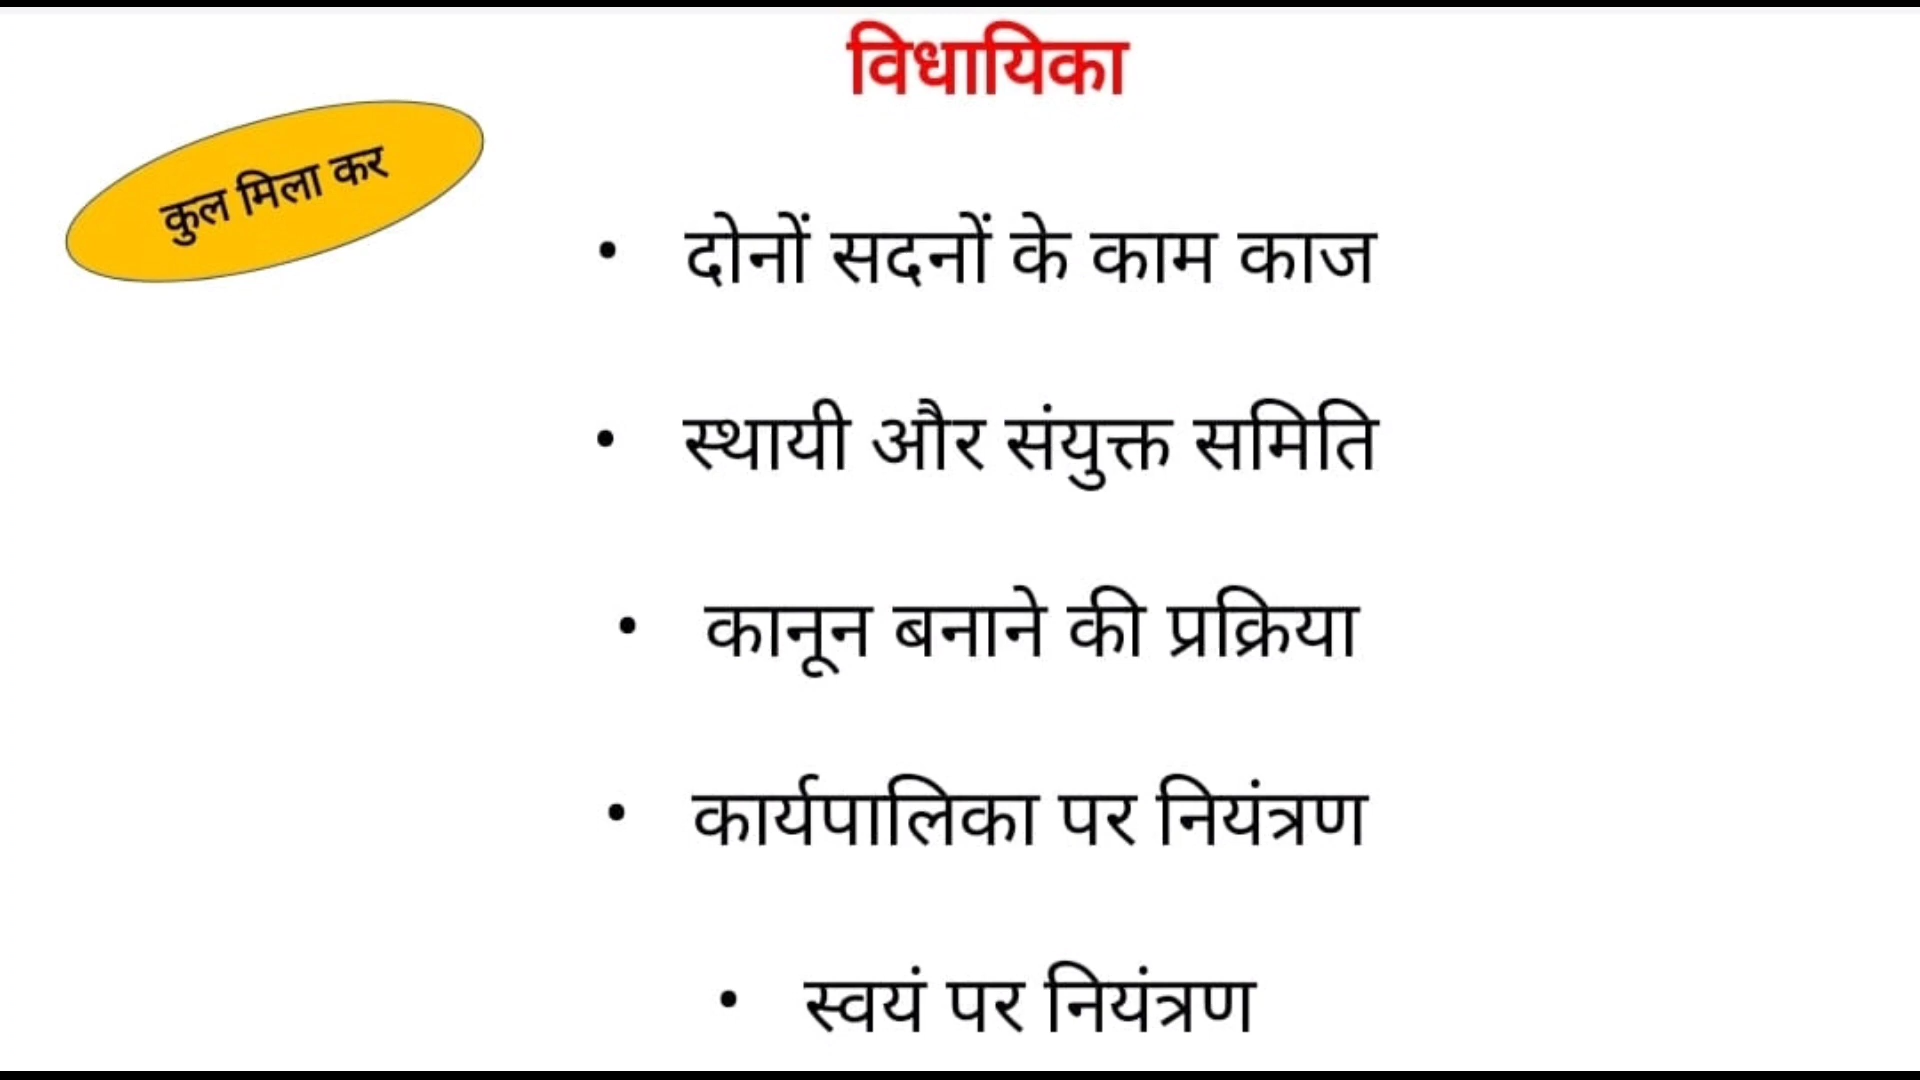 विधायिका
कुल मिला कर
• दोनों सदनों के काम काज
• स्थायी और संयुक्त समिति
• कानून बनाने की प्रक्रिया
• कार्यपालिका पर नियंत्रण
• स्वयं पर नियंत्रण